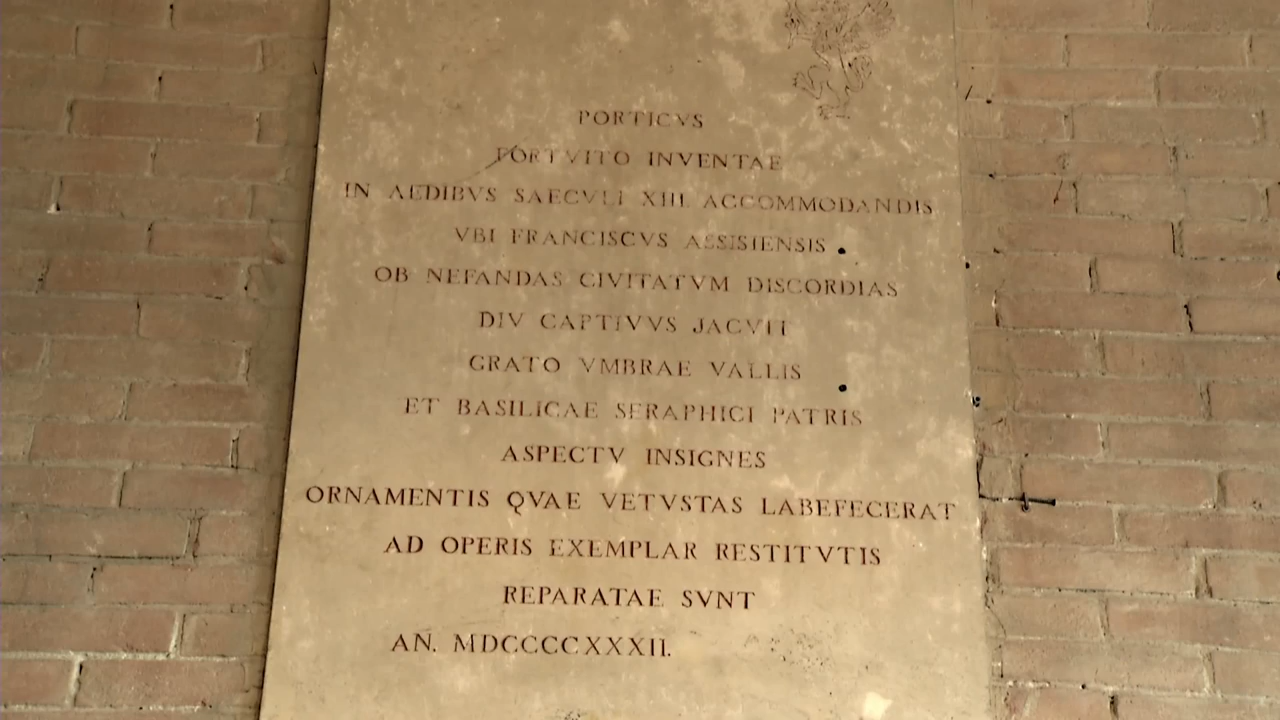 PORTICVS
FORTVITO INVENTAE
IN AEDIBVS SAECVLI XIII ACCOMMODANDIS
VBI FRANCISCVS ASSISIENSIS
OB NEFANDAS CIVITATVM DISCORDIAS
DIV CAPTIVVS JACVIT
GRATO VMBRAE VALLIS
ET BASILICAE SERAPHICI PATRIS
ASPECTV INSIGNES
ORNAMENTIS QVAE VETVSTAS LABEFECERAT
AD OPERIS EXEMPLAR RESTITVTIS
REPARATAE SVNT
AN. MDCCCCXXXII.